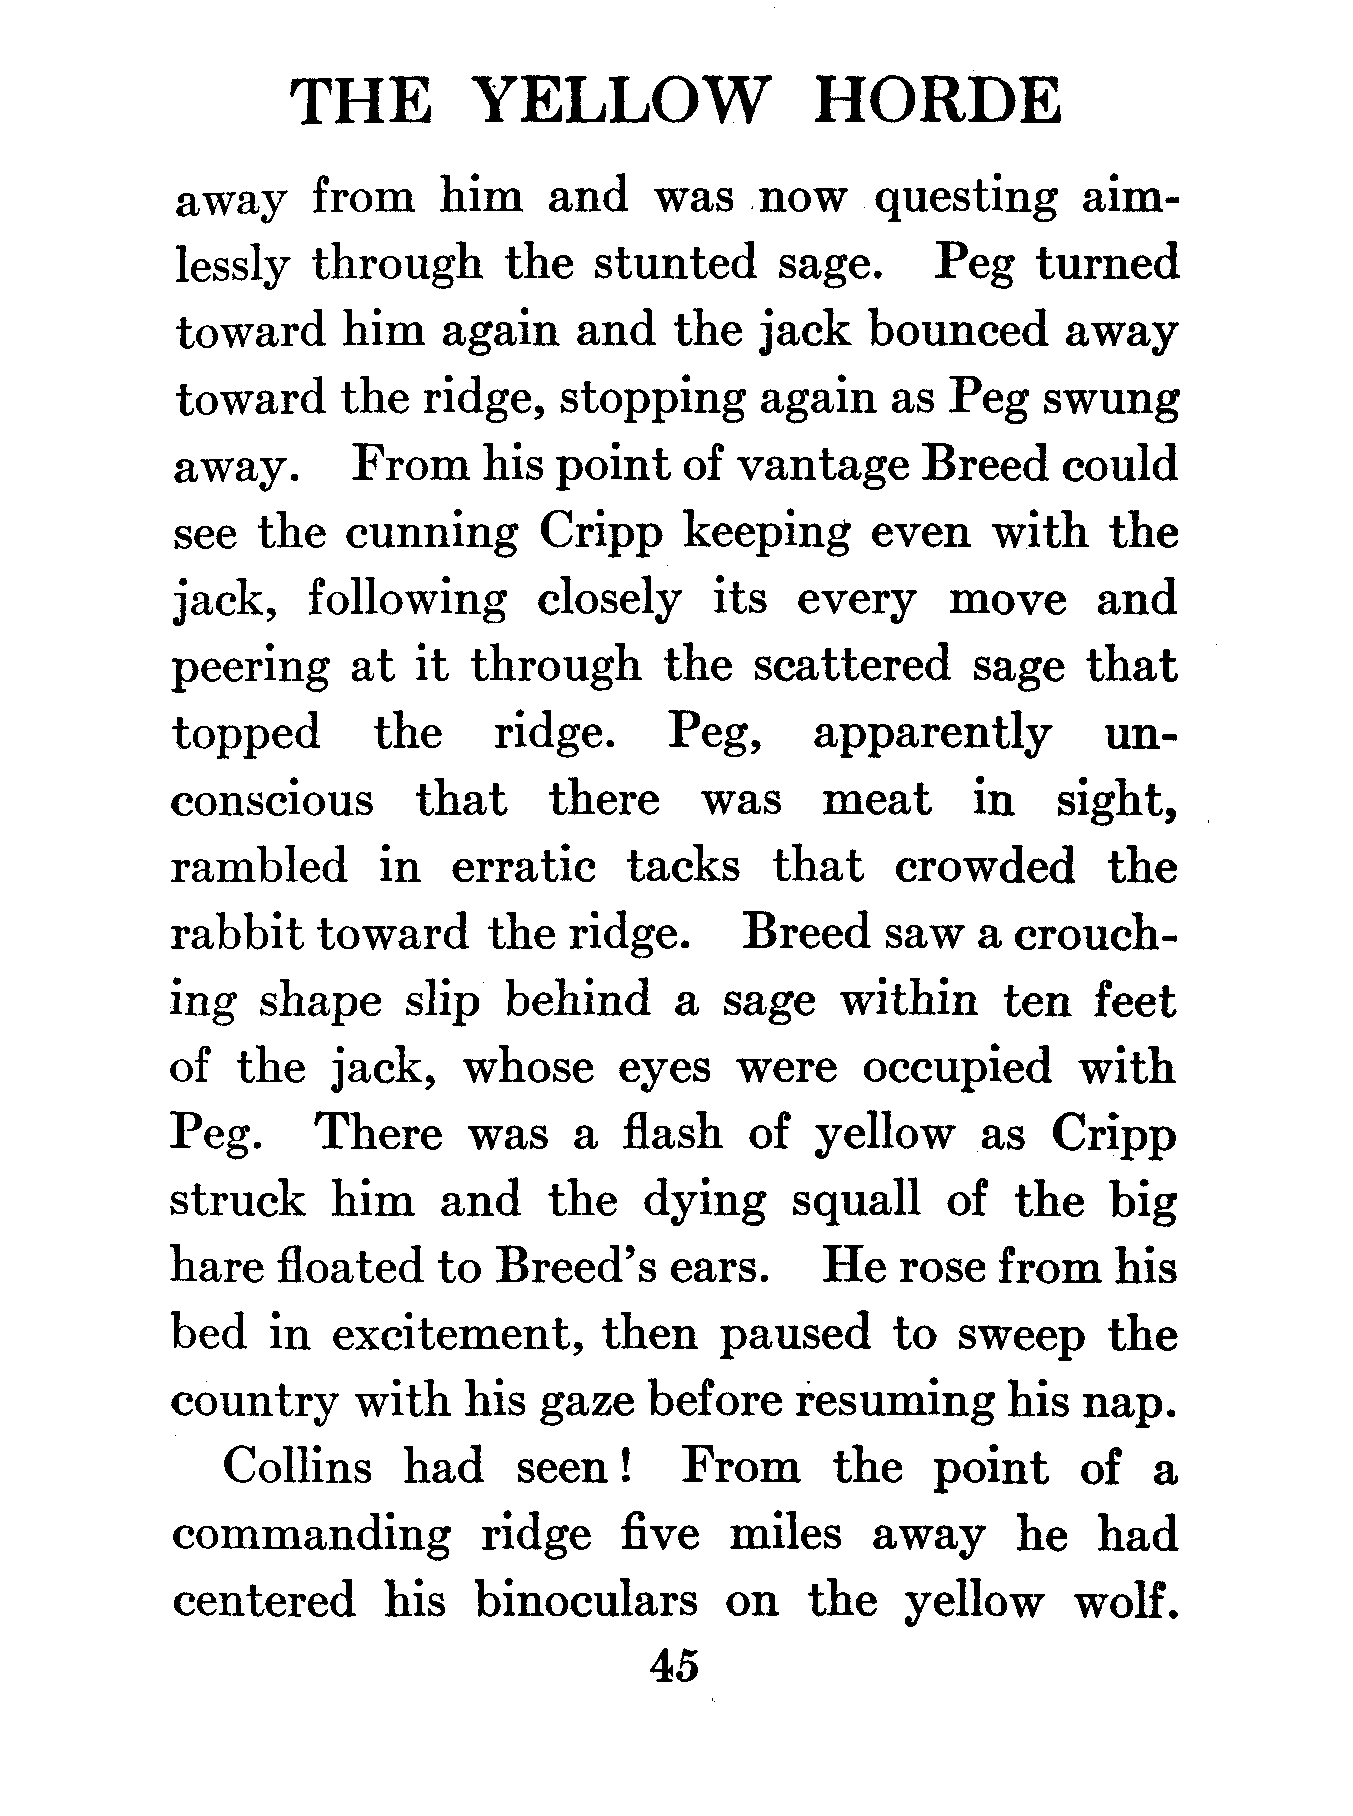 THE YELLOW HORDE
away from him and was now questing aim-
lessly through the stunted sage. Peg turned
toward him again and the jack bounced away
toward the ridge, stopping again as Peg swung
away. From his point of vantage Breed could
see the cunning Cripp keeping even with the
jack, following closely its every move and
peering at it through the scattered sage that
topped the ridge. Peg, apparently un-
conscious that there was meat in sight,
rambled in erratic tacks that crowded the
rabbit toward the ridge. Breed saw a crouch-
ing shape slip behind a sage within ten feet
of the jack, whose eyes were occupied with
Peg. There was a flash of yellow as Cripp
struck him and the dying squall of the big
hare floated to Breed's ears. He rose from his
bed in excitement, then paused to sweep the
country with his gaze before resuming his nap.
Collins had seen! From the point of a
commanding ridge five miles away he had
centered his binoculars on the yellow wolf.
45